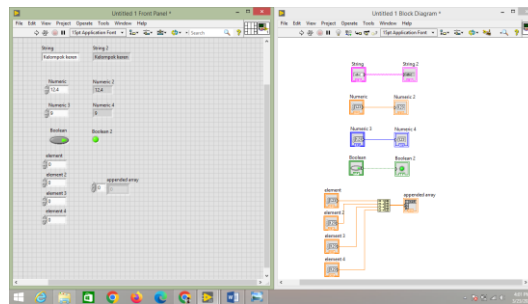 Untitled 1 Front Panel *
File Edit View Project Operate Tools Window Help
15pt Application Font
Search
String
String 2
Kelompok keren
Numeric
Numeric 2
12,4
12,4
Numeric 3
Numeric 4
0
0
Boolean
Boolean 2
element
0
element 2
0
appended array
0
element 3
0
element 4
0
Untitled 1 Block Diagram *
File Edit View Project Operate Tools Window Help
15pt Application Font
String
String 2
Numeric
Numeric 2
Numeric 3
Numeric 4
Boolean
Boolean 2
element
appended array
element 2
element 3
element 4